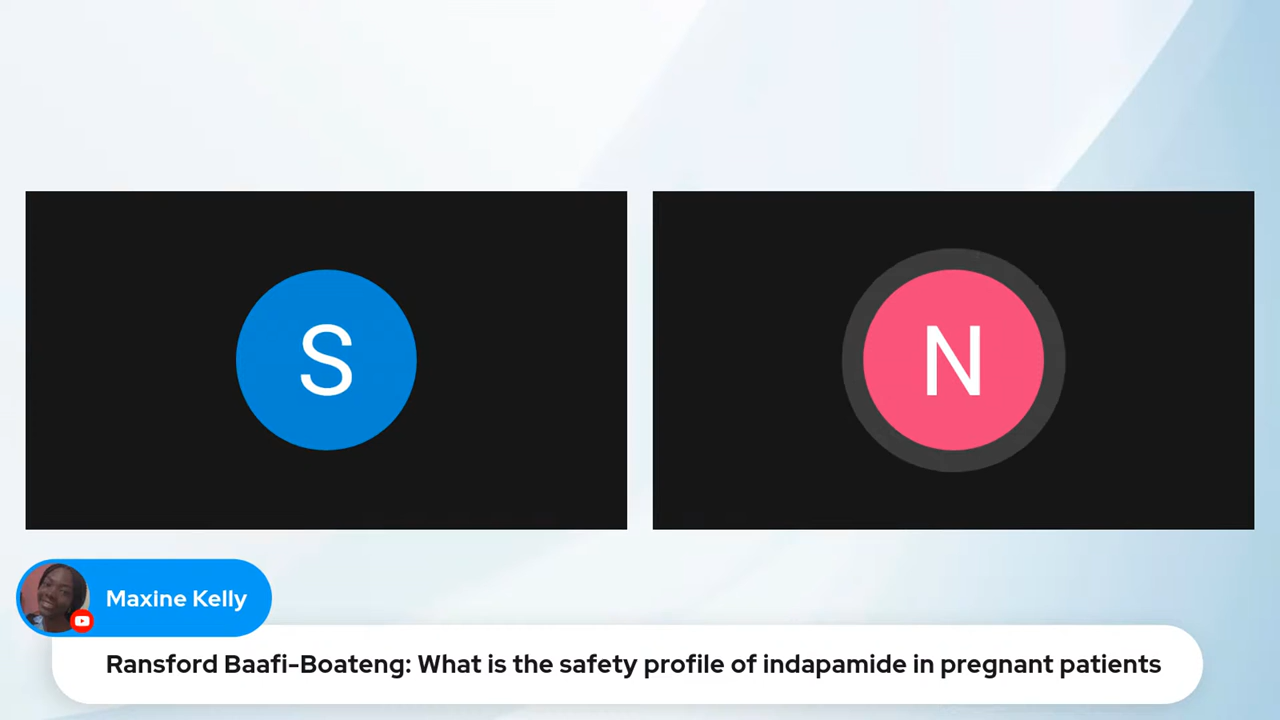 S
N
Maxine Kelly
Ransford Baafi-Boateng: What is the safety profile of indapamide in pregnant patients